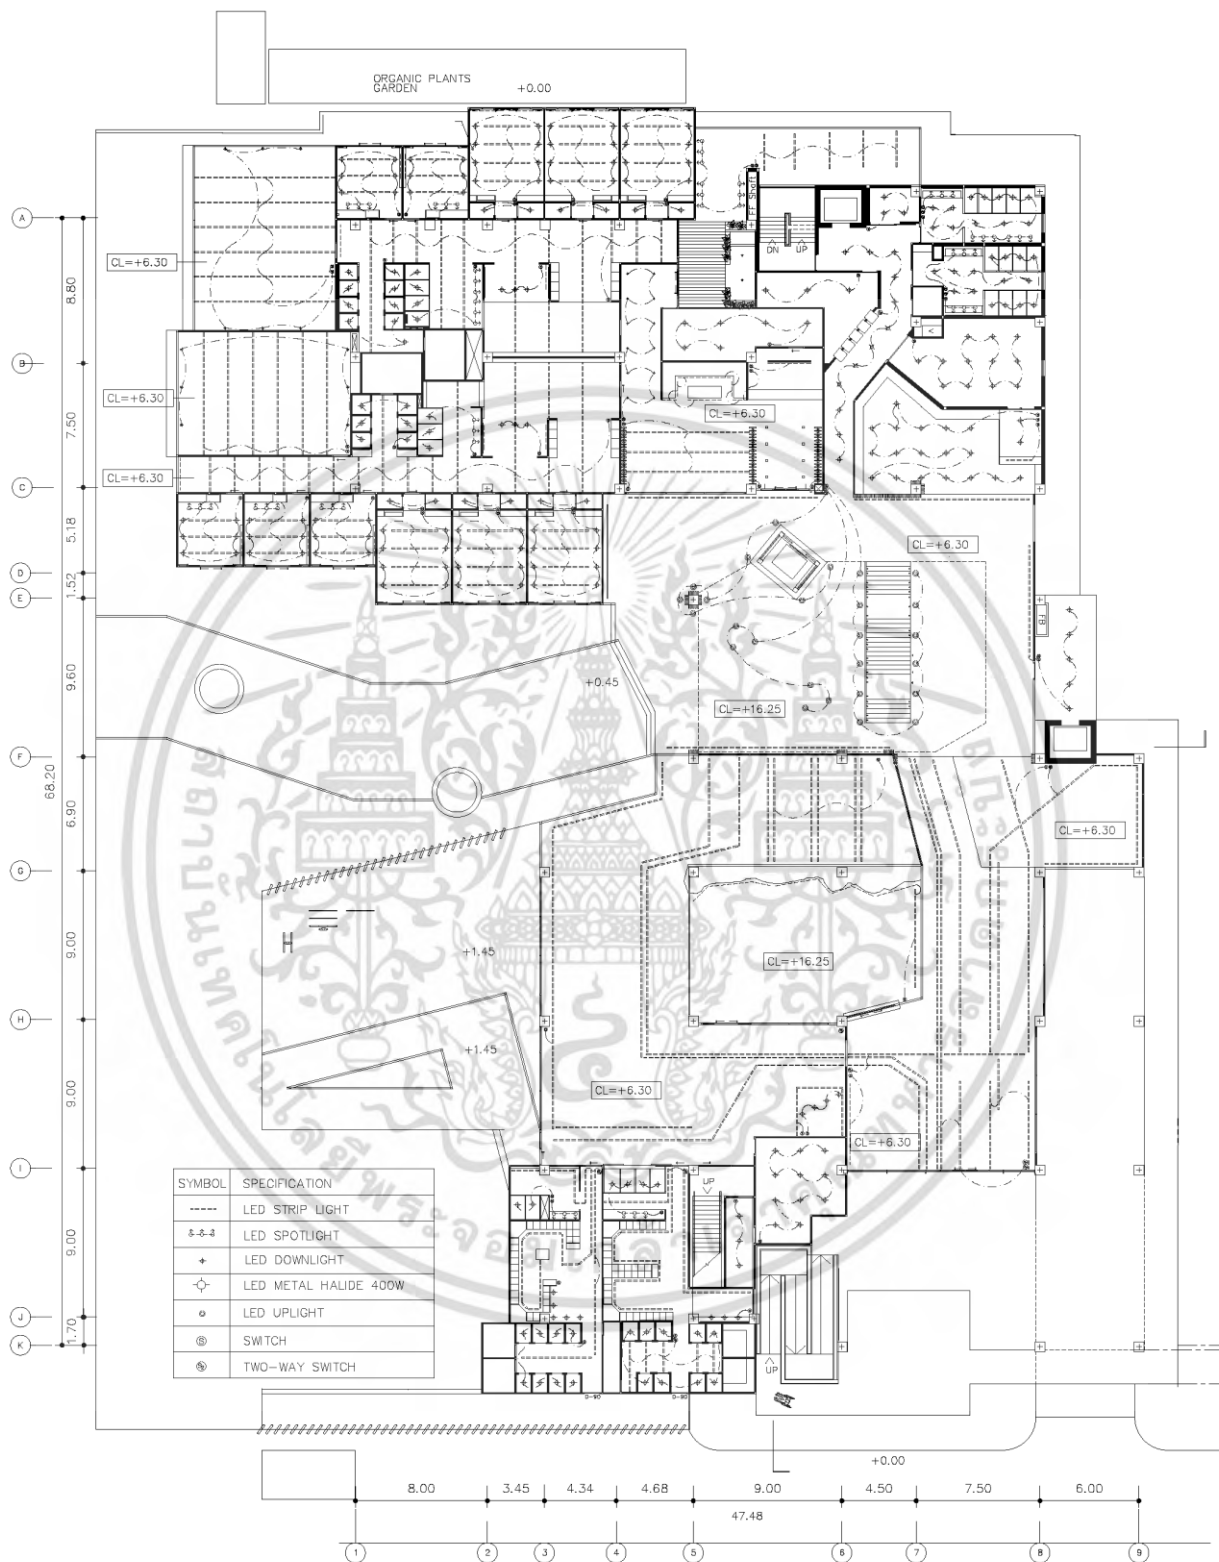 ORGANIC PLANTS
GARDEN
+0.00
FF Shaft
DN
UP
A
8.80
CL=+6.30
B
CL=+6.30
CL=+6.30
7.50
CL=+6.30
C
5.18
CL=+6.30
D
1.52
E
FB
9.60
+0.45
CL=+16.25
F
68.20
6.90
CL=+6.30
G
9.00
+1.45
CL=+16.25
H
+1.45
9.00
CL=+6.30
CL=+6.30
I
UP
SYMBOL SPECIFICATION
LED STRIP LIGHT
LED SPOTLIGHT
LED DOWNLIGHT
LED METAL HALIDE 400W
LED UPLIGHT
S SWITCH
TWO-WAY SWITCH
9.00
J
1.70
K
UP
+0.00
8.00 3.45 4.34 4.68 9.00 4.50 7.50 6.00
47.48
1 2 3 4 5 6 7 8 9